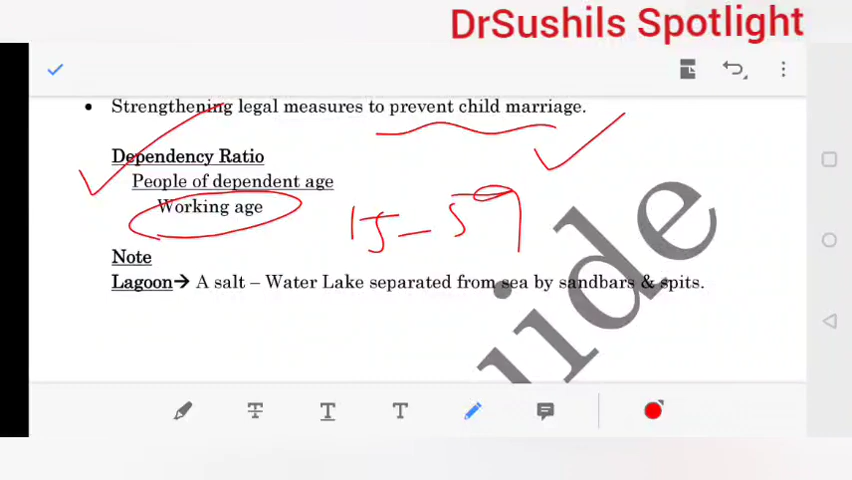 DrSushils Spotlight
• Strengthening legal measures to prevent child marriage.
Dependency Ratio
People of dependent age
Working age
15-59
Note
Lagoon→ A salt – Water Lake separated from sea by sandbars & spits.
uide
T T T